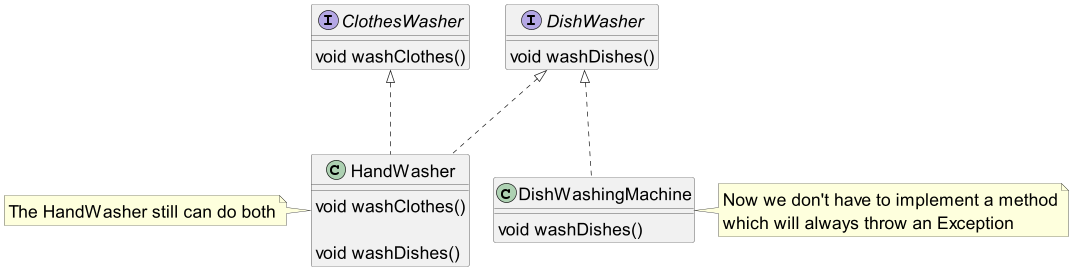 I ClothesWasher
void washClothes()
I DishWasher
void washDishes()
C HandWasher
void washClothes()
void washDishes()
The HandWasher still can do both
C DishWashingMachine
void washDishes()
Now we don't have to implement a method
which will always throw an Exception